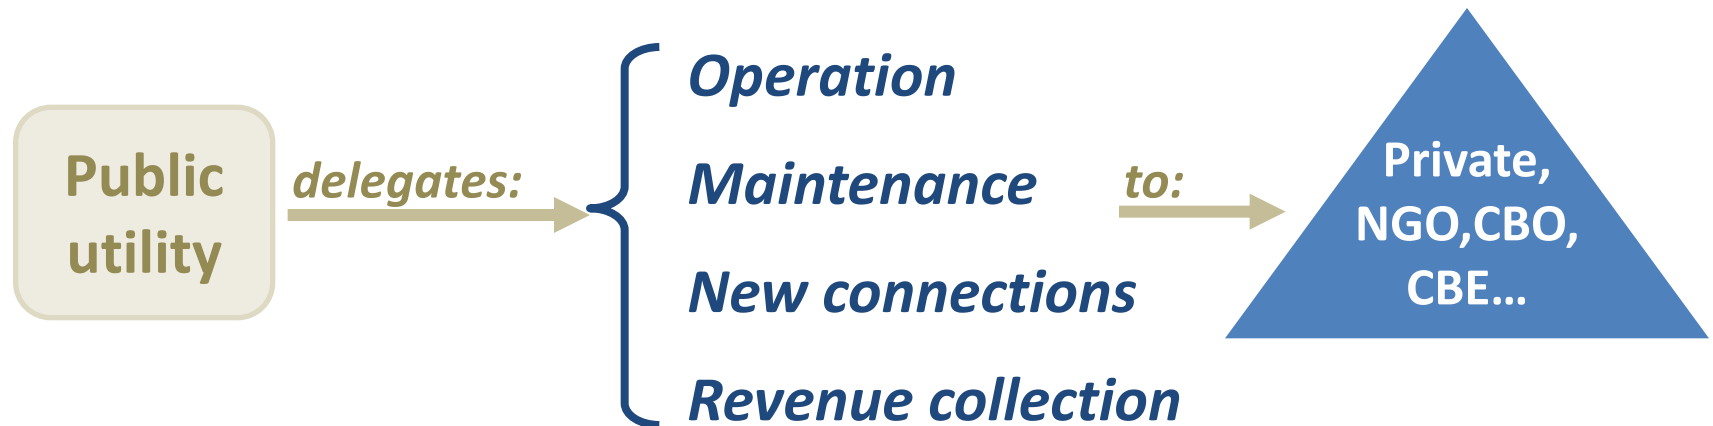 Public
utility
delegates:
Operation
Maintenance
New connections
Revenue collection
to:
Private,
NGO,CBO,
CBE...